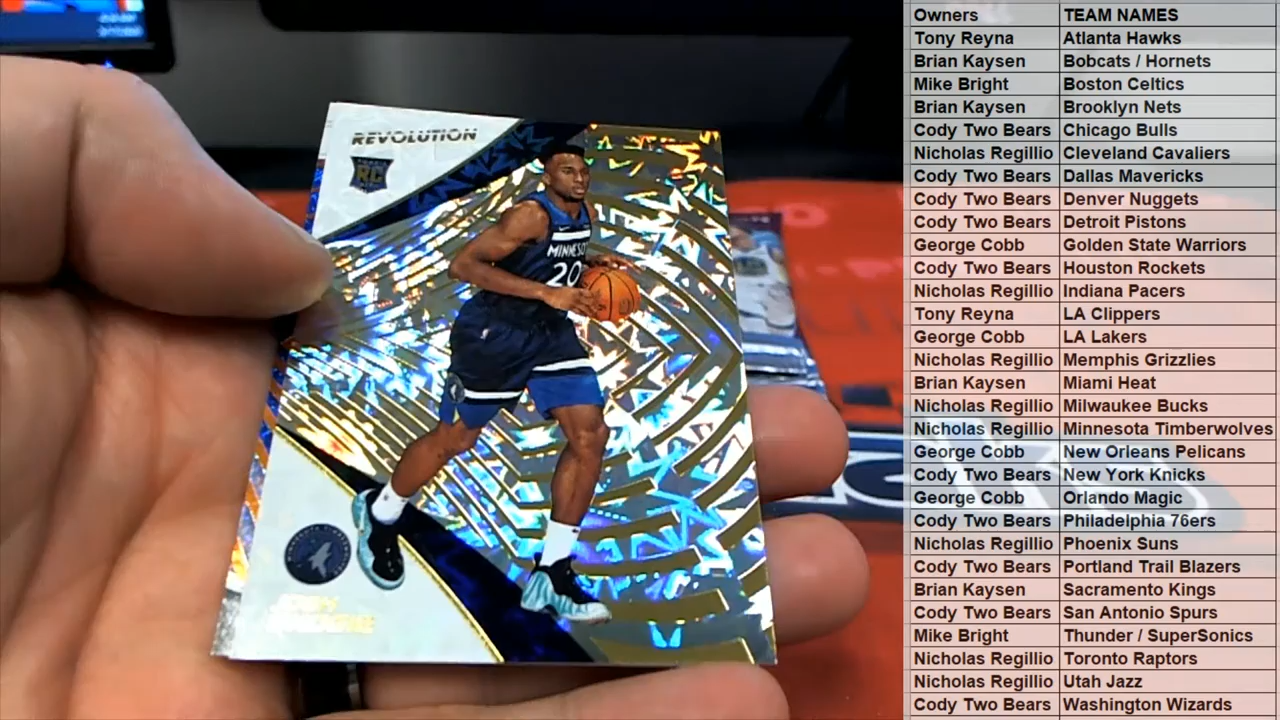 REVOLUTION
RC
MINNESO
20
Owners TEAM NAMES
Tony Reyna Atlanta Hawks
Brian Kaysen Bobcats / Hornets
Mike Bright Boston Celtics
Brian Kaysen Brooklyn Nets
Cody Two Bears Chicago Bulls
Nicholas Regillio Cleveland Cavaliers
Cody Two Bears Dallas Mavericks
Cody Two Bears Denver Nuggets
Cody Two Bears Detroit Pistons
George Cobb Golden State Warriors
Cody Two Bears Houston Rockets
Nicholas Regillio Indiana Pacers
Tony Reyna LA Clippers
George Cobb LA Lakers
Nicholas Regillio Memphis Grizzlies
Brian Kaysen Miami Heat
Nicholas Regillio Milwaukee Bucks
Nicholas Regillio Minnesota Timberwolves
George Cobb New Orleans Pelicans
Cody Two Bears New York Knicks
George Cobb Orlando Magic
Cody Two Bears Philadelphia 76ers
Nicholas Regillio Phoenix Suns
Cody Two Bears Portland Trail Blazers
Brian Kaysen Sacramento Kings
Cody Two Bears San Antonio Spurs
Mike Bright Thunder / SuperSonics
Nicholas Regillio Toronto Raptors
Nicholas Regillio Utah Jazz
Cody Two Bears Washington Wizards